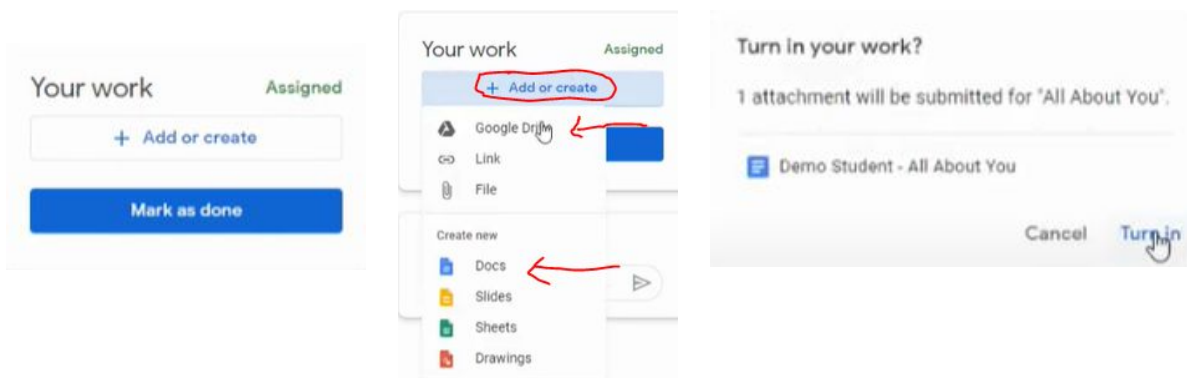 Your work Assigned
+ Add or create
Mark as done
Your work Assigned
+ Add or create
Google Drive
Link
File
Create new
Docs
Slides
Sheets
Drawings
Turn in your work?
1 attachment will be submitted for "All About You".
Demo Student - All About You
Cancel Turn in